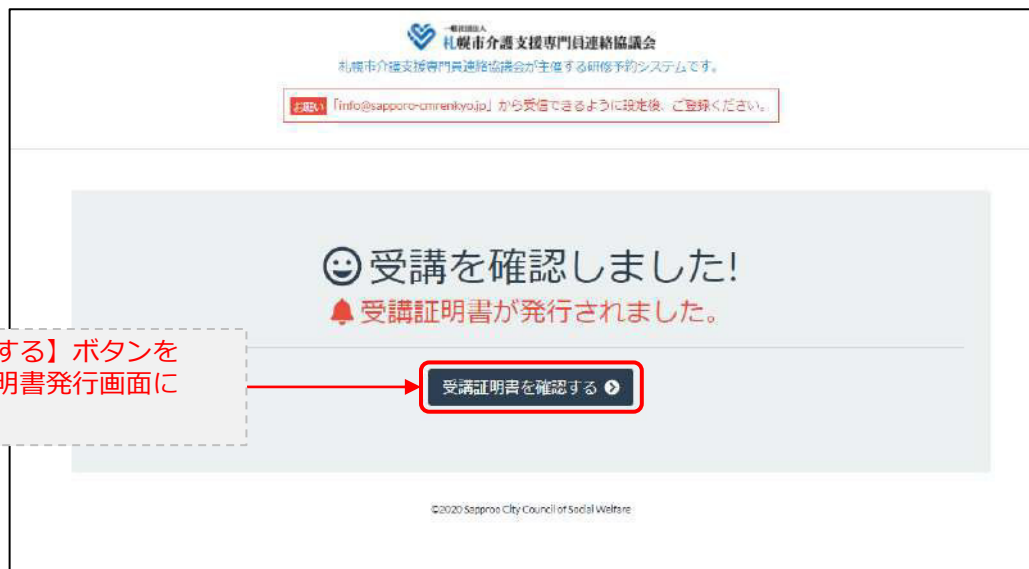 一般社団法人
札幌市介護支援専門員連絡協議会
札幌市介護支援専門員連絡協議会が主催する研修予約システムです。
お願い 「info@sapporo-cmrenkyo.jp」から受信できるように設定後、ご登録ください。
受講を確認しました!
受講証明書が発行されました。
する】ボタンを
明書発行画面に
受講証明書を確認する
©2020 Sapporo City Council of Social Welfare